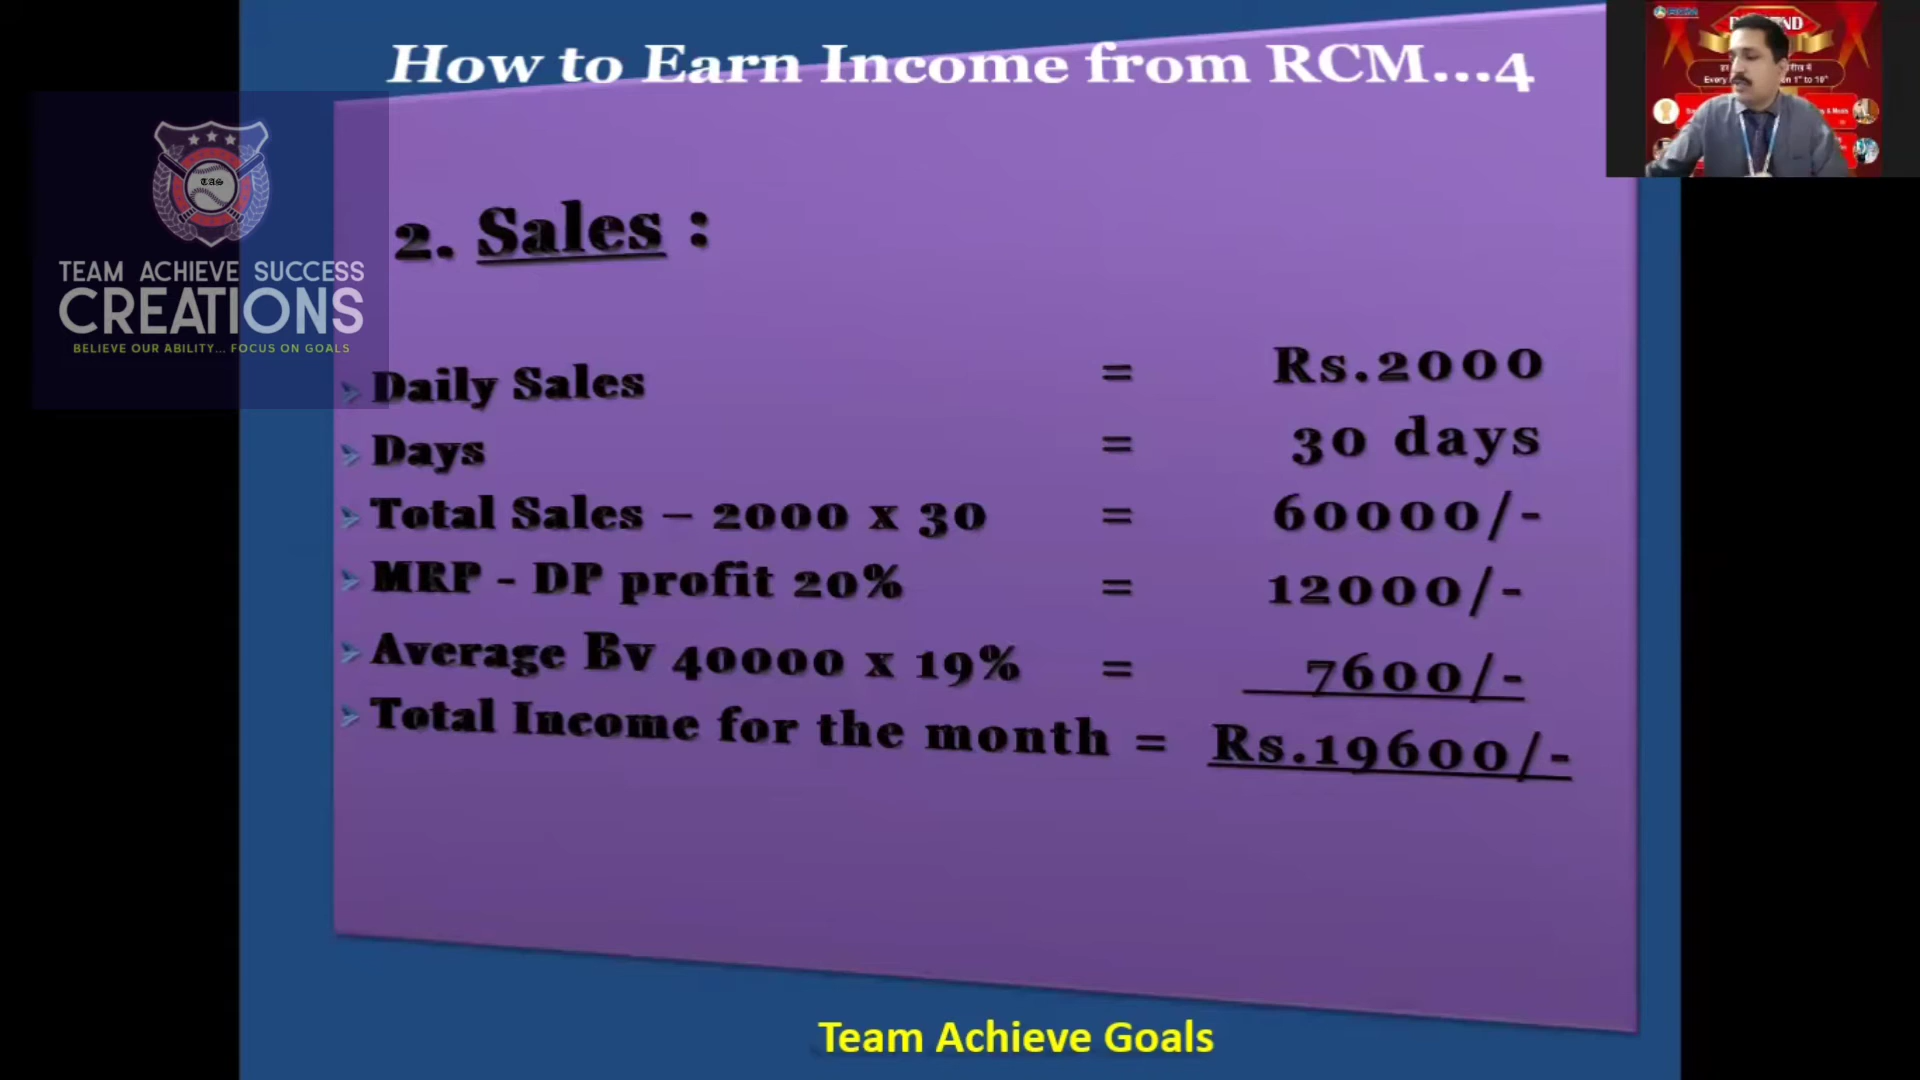 How to Earn Income from RCM...4
TAS
TEAM ACHIEVE SUCCESS
CREATIONS
BELIEVE OUR ABILITY... FOCUS ON GOALS
2. Sales :
Daily Sales = Rs.2000
Days = 30 days
Total Sales – 2000 x 30 = 60000/-
MRP - DP profit 20% = 12000/-
Average Bv 40000 x 19% = 7600/-
Total Income for the month = Rs.19600/-
Team Achieve Goals